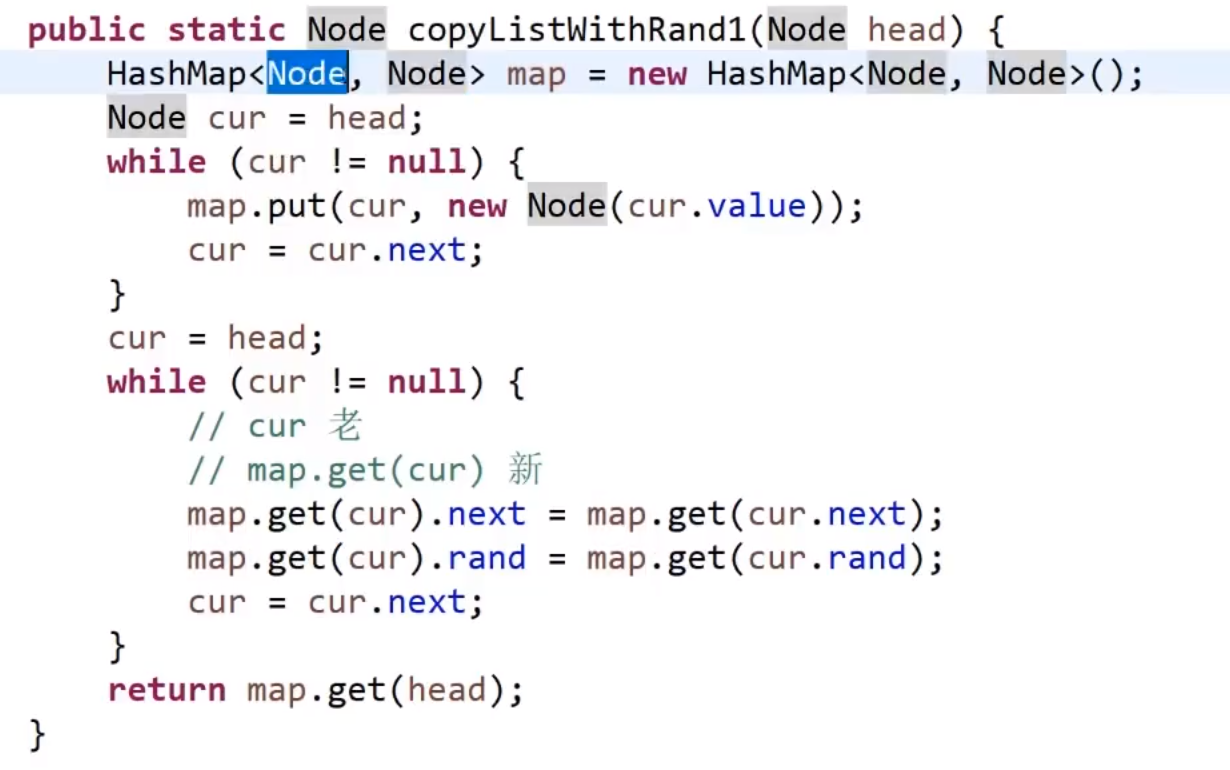 public static Node copyListWithRand1(Node head) {
HashMap<Node, Node> map = new HashMap<Node, Node>();
Node cur = head;
while (cur != null) {
map.put(cur, new Node(cur.value));
cur = cur.next;
}
cur = head;
while (cur != null) {
// cur 老
// map.get(cur) 新
map.get(cur).next = map.get(cur.next);
map.get(cur).rand = map.get(cur.rand);
cur = cur.next;
}
return map.get(head);
}